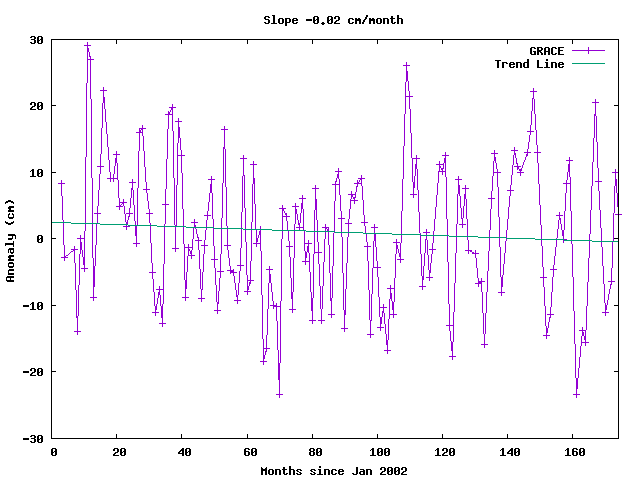 Slope -0.02 cm/month
GRACE
Trend Line
30
20
10
0
-10
-20
-30
Anomaly (cm)
0 20 40 60 80 100 120 140 160
Months since Jan 2002